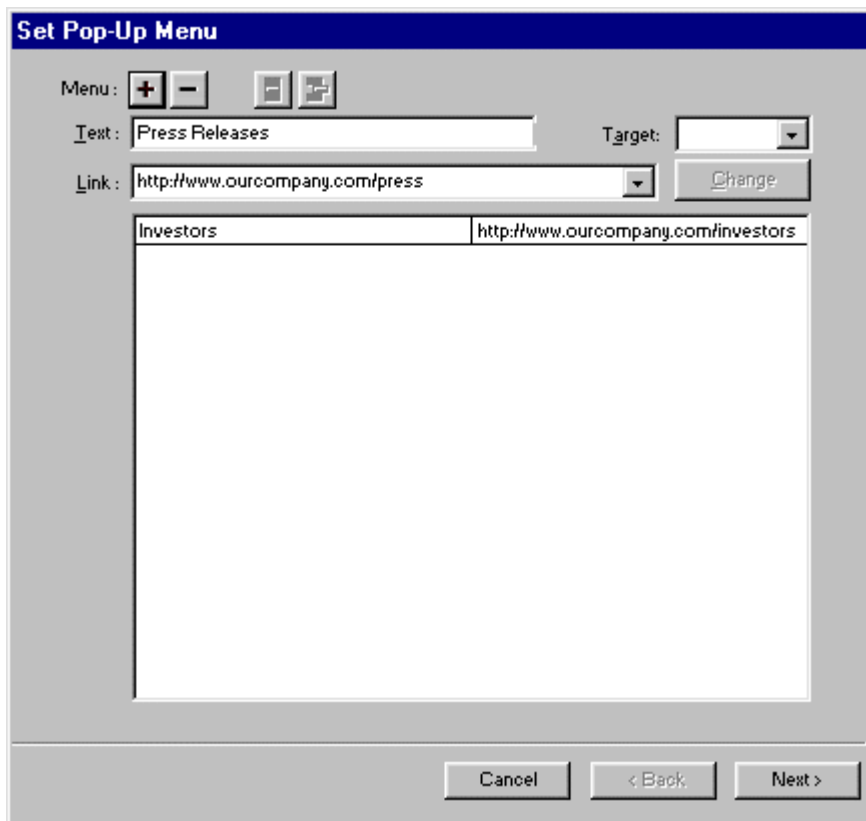 Set Pop-Up Menu
Menu :
Text : Press Releases Target:
Link : http://www.ourcompany.com/press Change
Investors http://www.ourcompany.com/investors
Cancel < Back Next >